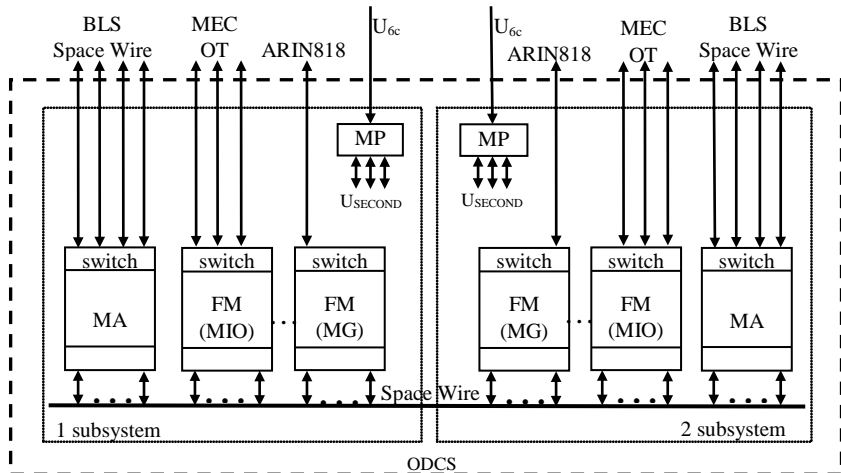 BLS
Space Wire
MEC
OT
ARIN818
U6c
U6c
ARIN818
MEC
OT
BLS
Space Wire
MP
MP
USECOND
USECOND
switch
switch
switch
switch
switch
switch
MA
FM
(MIO)
...
FM
(MG)
FM
(MG)
...
FM
(MIO)
MA
Space Wire
1 subsystem
2 subsystem
ODCS